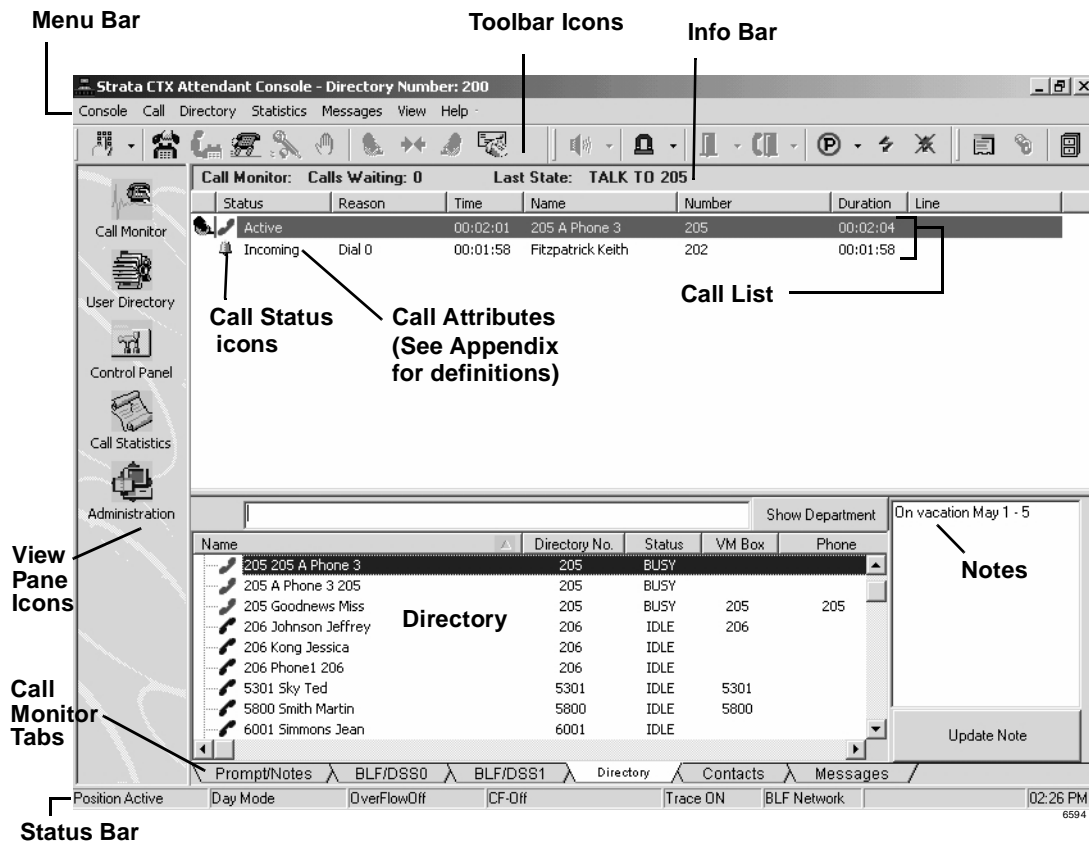 Menu Bar
Toolbar Icons
Info Bar
Strata CTX Attendant Console - Directory Number: 200
Console Call Directory Statistics Messages View Help
Call Monitor: Calls Waiting: 0 Last State: TALK TO 205
Status Reason Time Name Number Duration Line
Active 00:02:01 205 A Phone 3 205 00:02:04
Incoming Dial 0 00:01:58 Fitzpatrick Keith 202 00:01:58
Call Monitor
User Directory
Control Panel
Call Statistics
Administration
Call Status
icons
Call Attributes
(See Appendix
for definitions)
Call List
Show Department
On vacation May 1 - 5
Notes
Name Directory No. Status VM Box Phone
205 205 A Phone 3 205 BUSY
205 A Phone 3 205 205 BUSY
205 Goodnews Miss 205 BUSY 205 205
206 Johnson Jeffrey 206 IDLE 206
206 Kong Jessica 206 IDLE
206 Phone1 206 206 IDLE
5301 Sky Ted 5301 IDLE 5301
5800 Smith Martin 5800 IDLE 5800
6001 Simmons Jean 6001 IDLE
Directory
View
Pane
Icons
Call
Monitor
Tabs
Update Note
Prompt/Notes BLF/DSS0 BLF/DSS1 Directory Contacts Messages
Position Active Day Mode OverFlowOff CF-Off Trace ON BLF Network 02:26 PM
6594
Status Bar